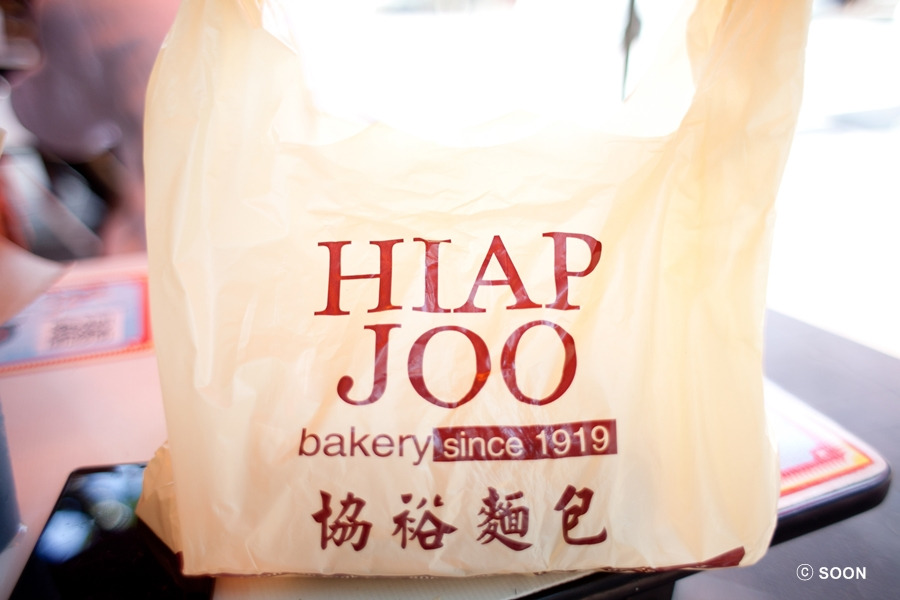 HIAP
JOO
bakery since 1919
協裕麵包
© SOON